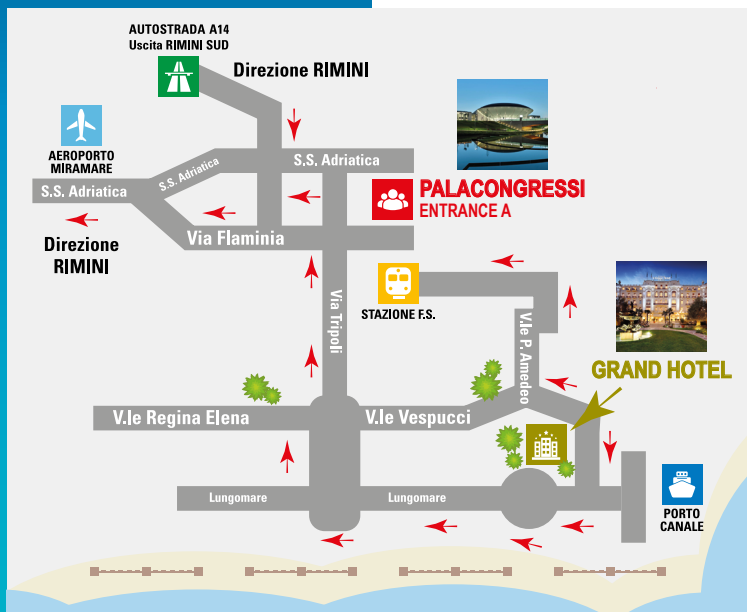 AUTOSTRADA A14
Uscita RIMINI SUD
Direzione RIMINI
AEROPORTO
MIRAMARE
S.S. Adriatica
S.S. Adriatica
S.S. Adriatica
PALACONGRESSI
ENTRANCE A
Direzione
RIMINI
Via Flaminia
Via Tripoli
STAZIONE F.S.
V.le P. Amedeo
GRAND HOTEL
V.le Regina Elena
V.le Vespucci
Lungomare
Lungomare
PORTO
CANALE